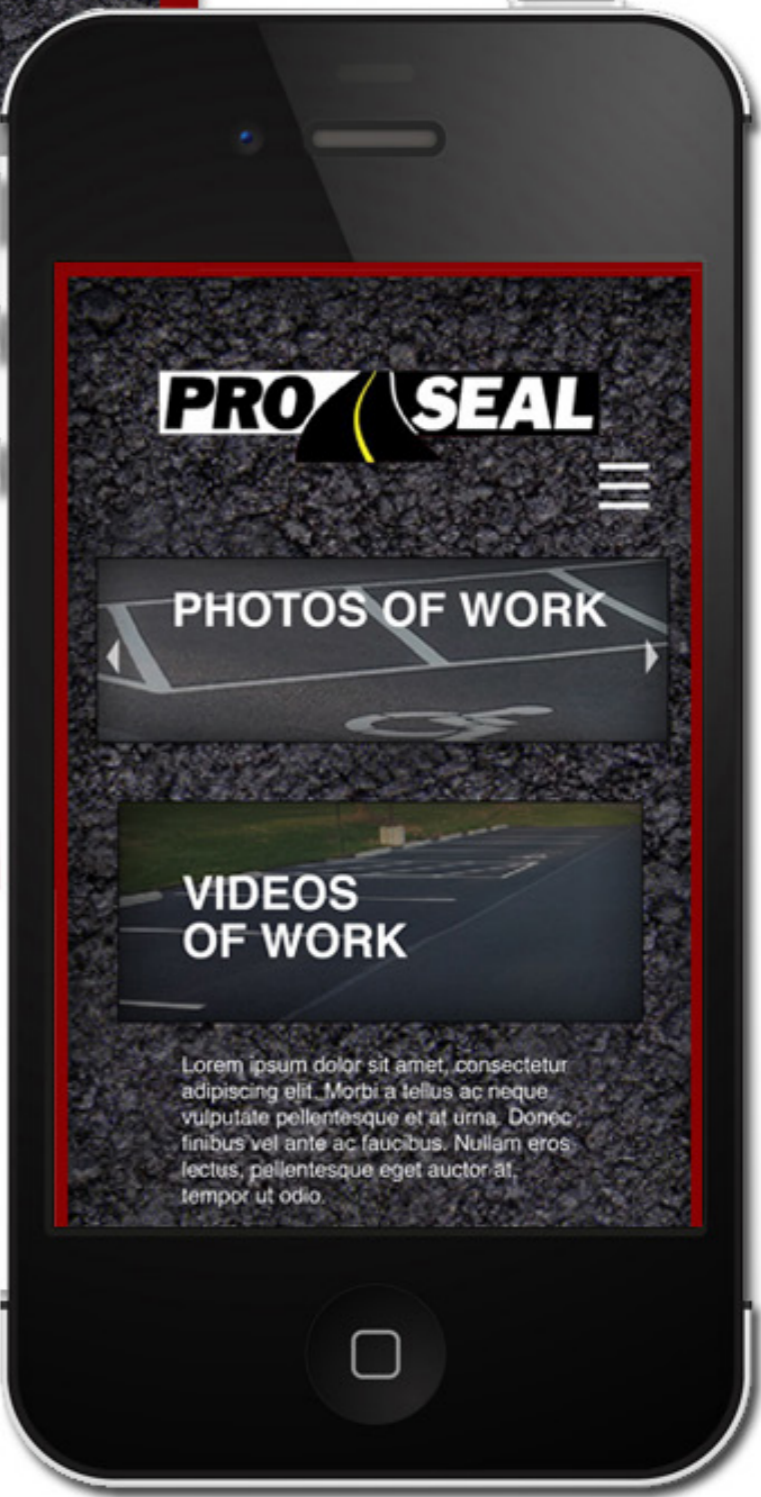 PRO SEAL
PHOTOS OF WORK
VIDEOS
OF WORK
Lorem ipsum dolor sit amet, consectetur
adipiscing elit. Morbi a tellus ac neque
vulputate pellentesque et at urna. Donec
finibus vel ante ac faucibus. Nullam eros
lectus, pellentesque eget auctor at,
tempor ut odio.